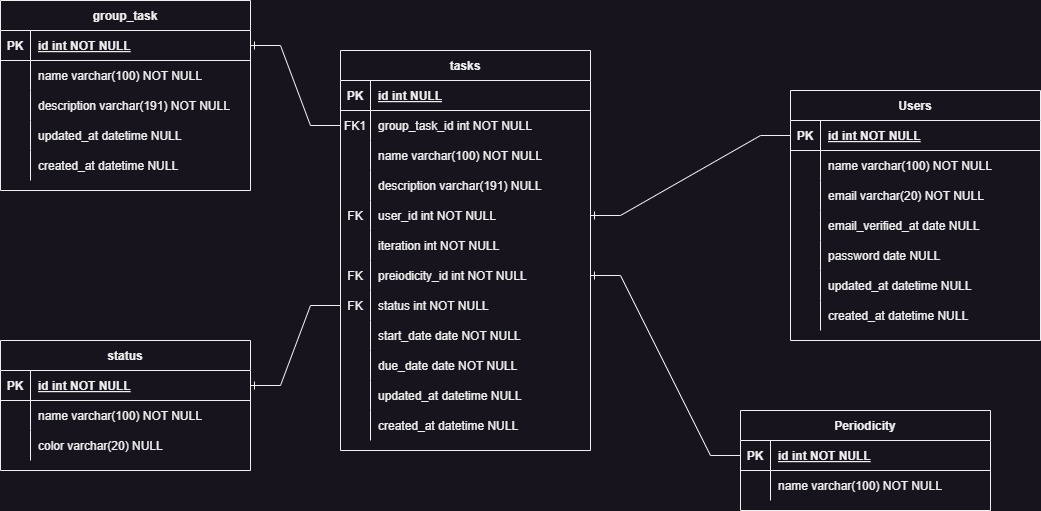 group_task
PK id int NOT NULL
name varchar(100) NOT NULL
description varchar(191) NOT NULL
updated_at datetime NULL
created_at datetime NULL
tasks
PK id int NULL
FK1 group_task_id int NOT NULL
name varchar(100) NOT NULL
description varchar(191) NULL
FK user_id int NOT NULL
iteration int NOT NULL
FK preiodicity_id int NOT NULL
FK status int NOT NULL
start_date date NOT NULL
due_date date NOT NULL
updated_at datetime NULL
created_at datetime NULL
Users
PK id int NOT NULL
name varchar(100) NOT NULL
email varchar(20) NOT NULL
email_verified_at date NULL
password date NULL
updated_at datetime NULL
created_at datetime NULL
status
PK id int NOT NULL
name varchar(100) NOT NULL
color varchar(20) NULL
Periodicity
PK id int NOT NULL
name varchar(100) NOT NULL